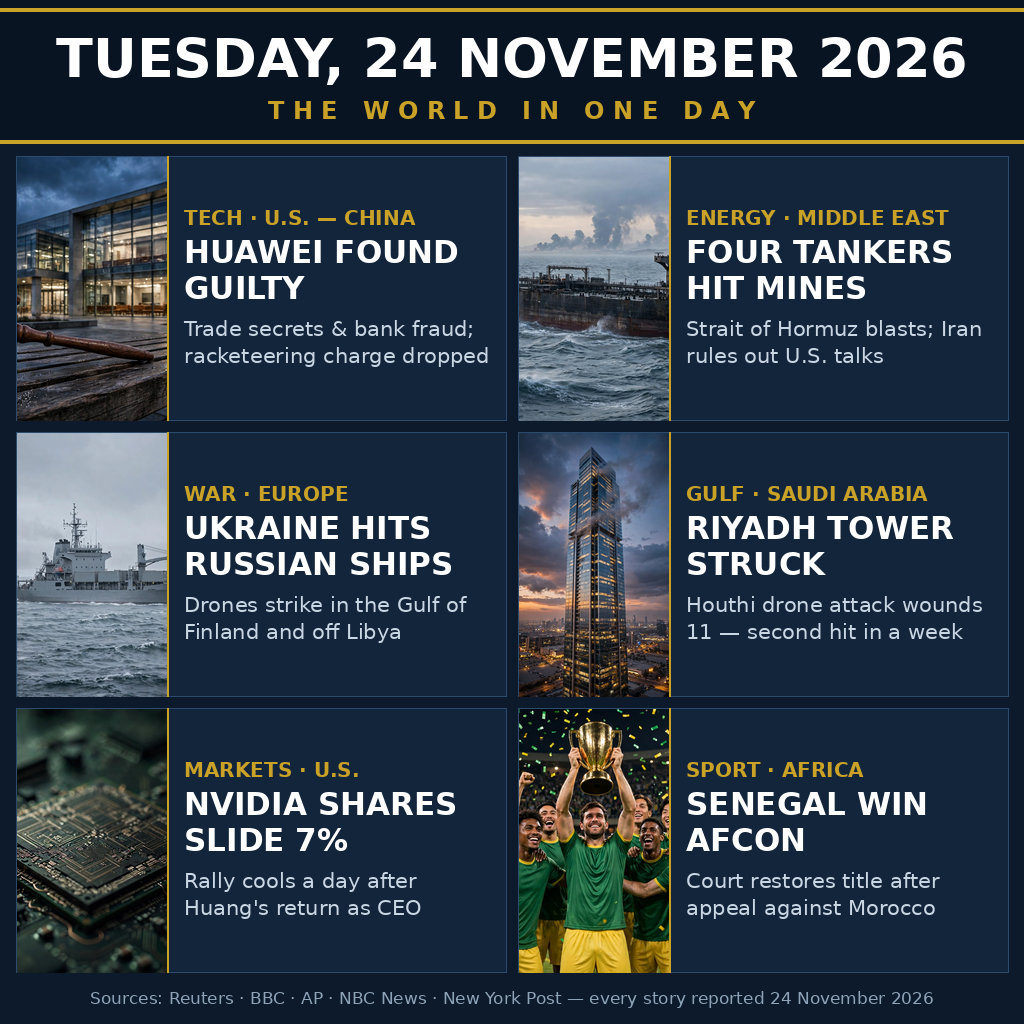 TUESDAY, 24 NOVEMBER 2026
THE WORLD IN ONE DAY
TECH · U.S. — CHINA
HUAWEI FOUND
GUILTY
Trade secrets & bank fraud;
racketeering charge dropped
ENERGY · MIDDLE EAST
FOUR TANKERS
HIT MINES
Strait of Hormuz blasts; Iran
rules out U.S. talks
WAR · EUROPE
UKRAINE HITS
RUSSIAN SHIPS
Drones strike in the Gulf of
Finland and off Libya
GULF · SAUDI ARABIA
RIYADH TOWER
STRUCK
Houthi drone attack wounds
11 — second hit in a week
MARKETS · U.S.
NVIDIA SHARES
SLIDE 7%
Rally cools a day after
Huang's return as CEO
SPORT · AFRICA
SENEGAL WIN
AFCON
Court restores title after
appeal against Morocco
Sources: Reuters · BBC · AP · NBC News · New York Post — every story reported 24 November 2026